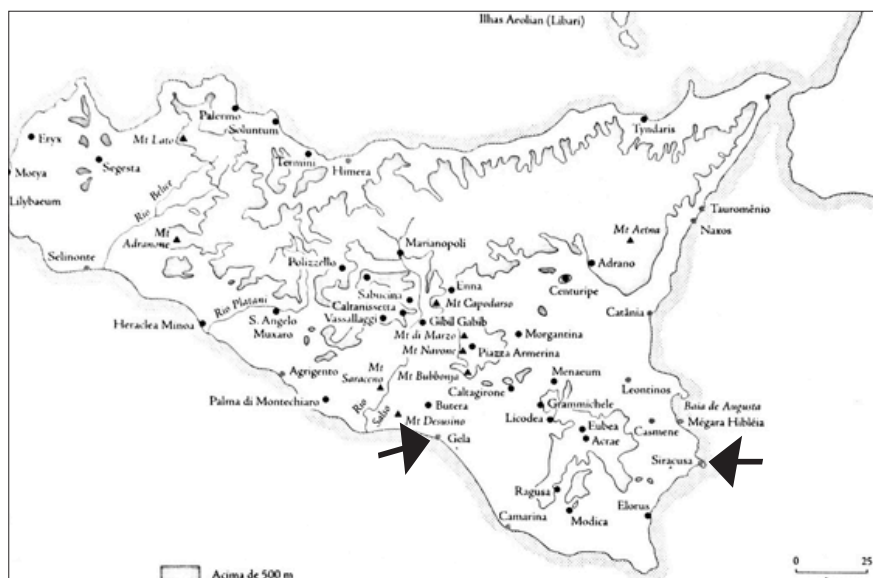 Ilhas Aeolian (Libari)
Palermo
Soluntum
Eryx
Mt Lato
Tyndaris
Termini
Segesta
Himera
Motya
Lilybaeum
Rio Belice
Tauromênio
Naxos
Mt Adranone
Mt Aetna
Marianopoli
Selinonte
Polizzello
Adrano
Enna
Centuripe
Sabucina
Mt Capodarso
Caltanissetta
Rio Platani
Vassallaggi
Catânia
Heraclea Minoa
S. Angelo Muxaro
Gibil Gabib
Mt di Marzo
Morgantina
Mt Navone
Piazza Armerina
Agrigento
Mt Saraceno
Mt Bubbonja
Menaeum
Leontinos
Caltagirone
Palma di Montechiaro
Rio Salso
Butera
Grammichele
Baia de Augusta
Mt Desusino
Licodea
Eubea
Casmene
Mégara Hibléia
Gela
Acrae
Siracusa
Ragusa
Elorus
Camarina
Modica
Acima de 500 m
0 25